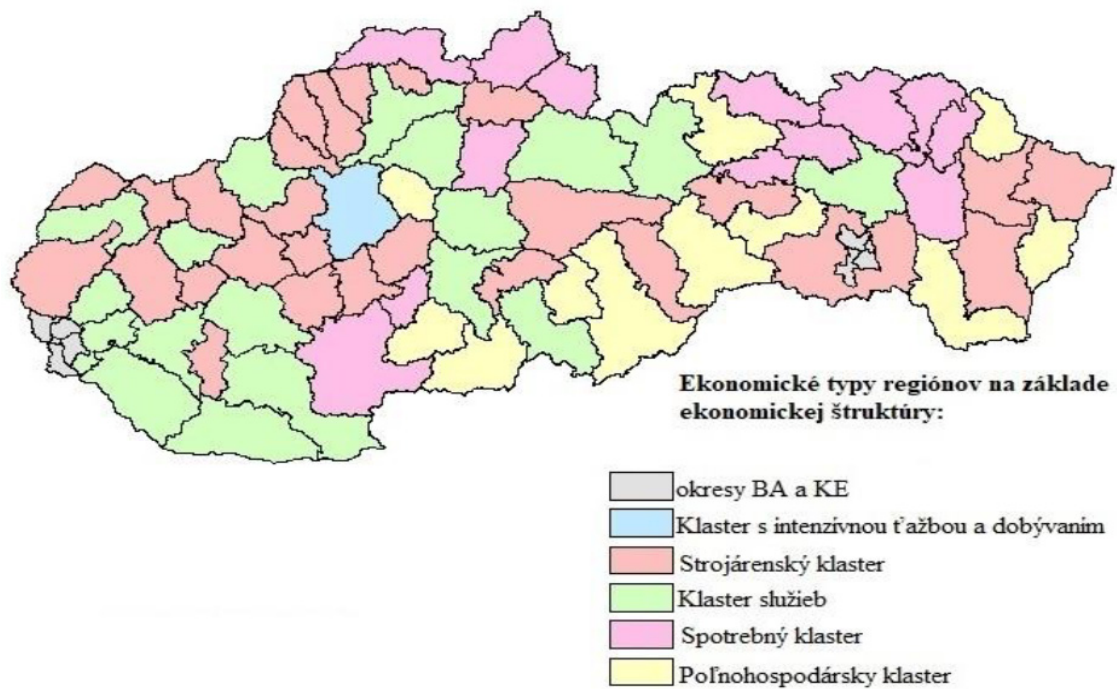 Ekonomické typy regiónov na základe
ekonomickej štruktúry:
okresy BA a KE
Klaster s intenzívnou ťažbou a dobývaním
Strojárenský klaster
Klaster služieb
Spotrebný klaster
Poľnohospodársky klaster